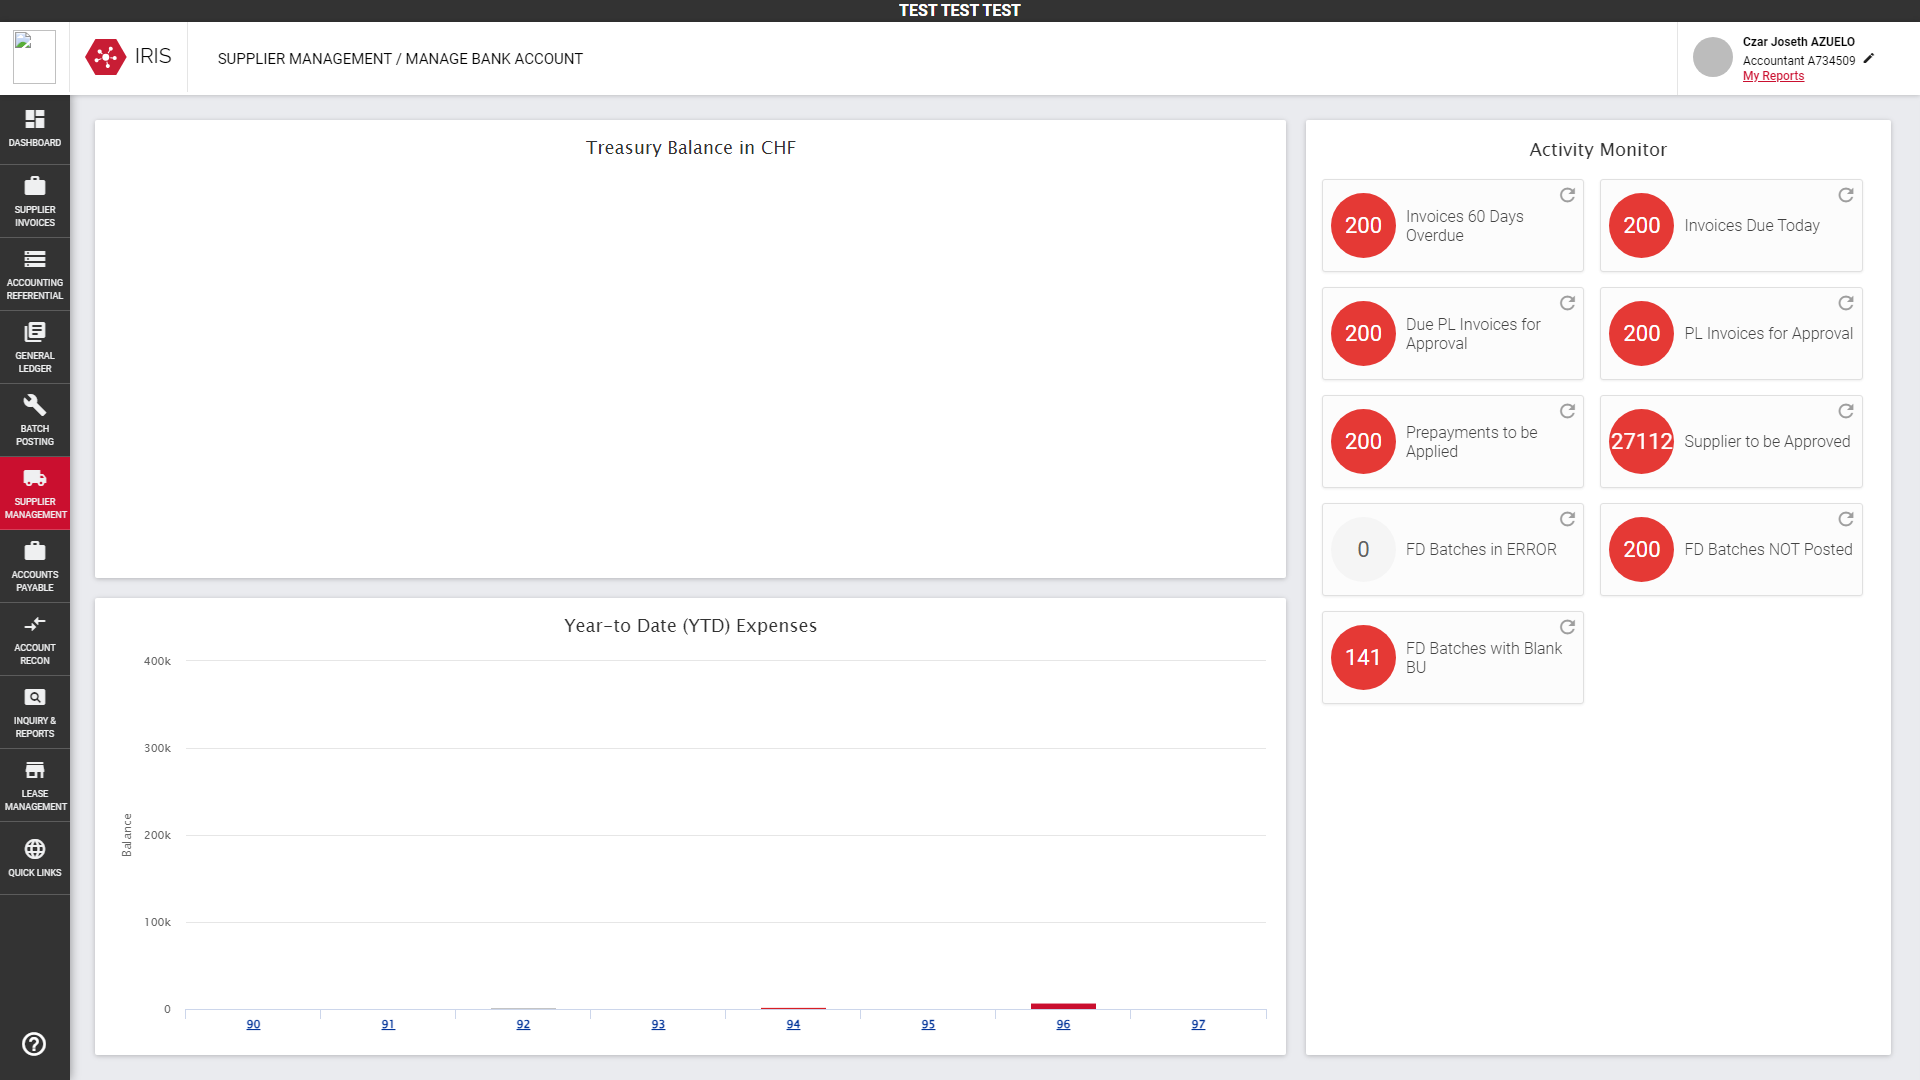 TEST TEST TEST
IRIS
SUPPLIER MANAGEMENT / MANAGE BANK ACCOUNT
Czar Joseth AZUELO
Accountant A734509
My Reports
DASHBOARD
SUPPLIER
INVOICES
ACCOUNTING
REFERENTIAL
GENERAL
LEDGER
BATCH
POSTING
SUPPLIER
MANAGEMENT
ACCOUNTS
PAYABLE
ACCOUNT
RECON
INQUIRY &
REPORTS
LEASE
MANAGEMENT
QUICK LINKS
Treasury Balance in CHF
Year-to Date (YTD) Expenses
Balance
400k
300k
200k
100k
0
90 91 92 93 94 95 96 97
Activity Monitor
200
Invoices 60 Days
Overdue
200
Invoices Due Today
200
Due PL Invoices for
Approval
200
PL Invoices for Approval
200
Prepayments to be
Applied
27112
Supplier to be Approved
0
FD Batches in ERROR
200
FD Batches NOT Posted
141
FD Batches with Blank
BU